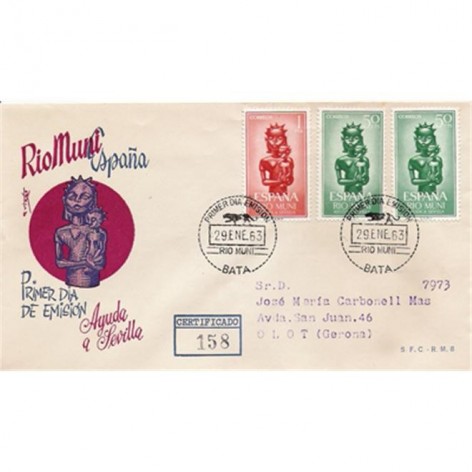 Rio Muni
España
Primer Dia
de Emision
Ayuda
a Sevilla
CORREOS
1
ESPAÑA
RIO MUNI
CORREOS
50
ESPAÑA
RIO MUNI
CORREOS
50
ESPAÑA
RIO MUNI
PRIMER DIA EMISION
29 ENE. 63
RIO MUNI
BATA
PRIMER DIA EMISION
29 ENE. 63
RIO MUNI
BATA
Sr.D. 7973
José María Carbonell Mas
Avda.San Juan.46
O L O T (Gerona)
CERTIFICADO
158
S. F. C - R. M. 8